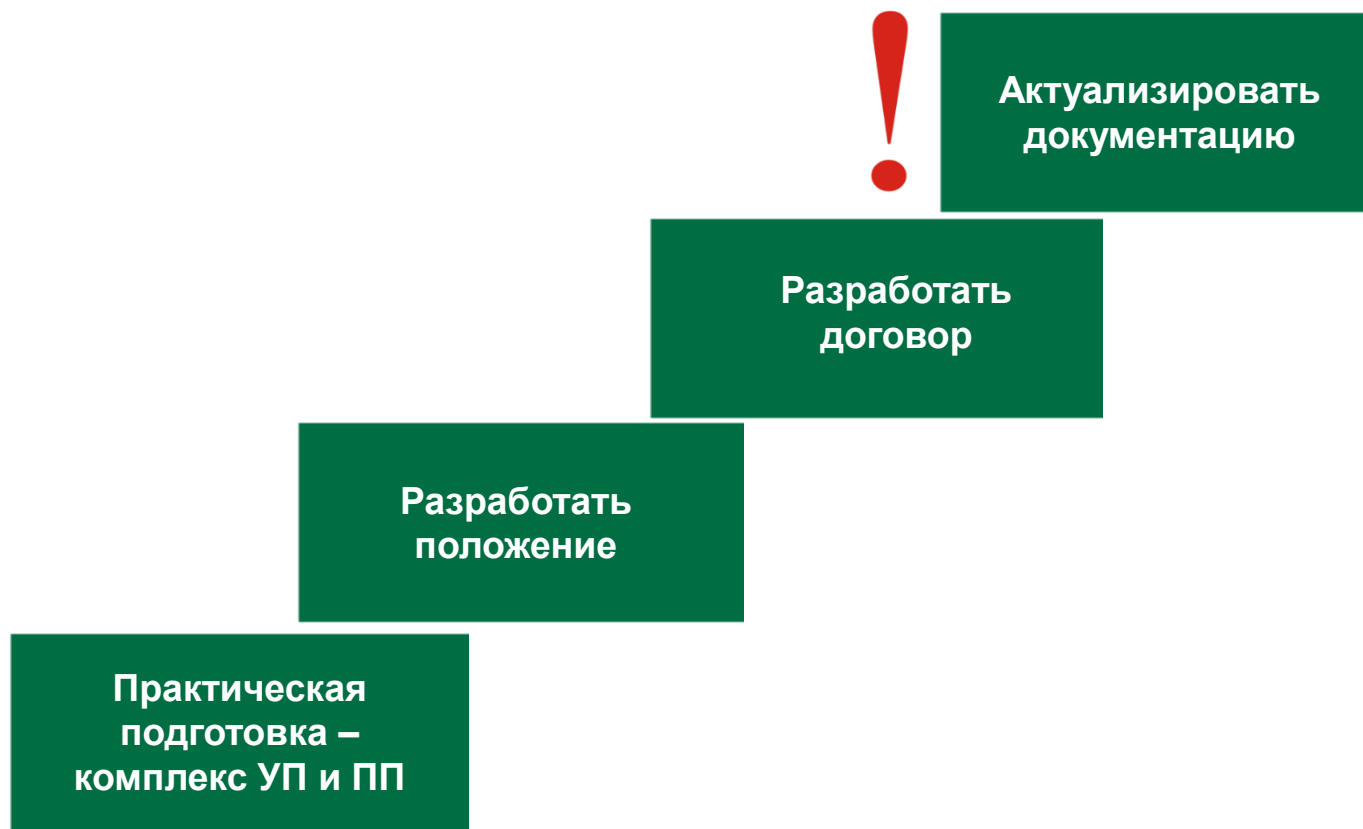 Актуализировать
документацию
Разработать
договор
Разработать
положение
Практическая
подготовка –
комплекс УП и ПП